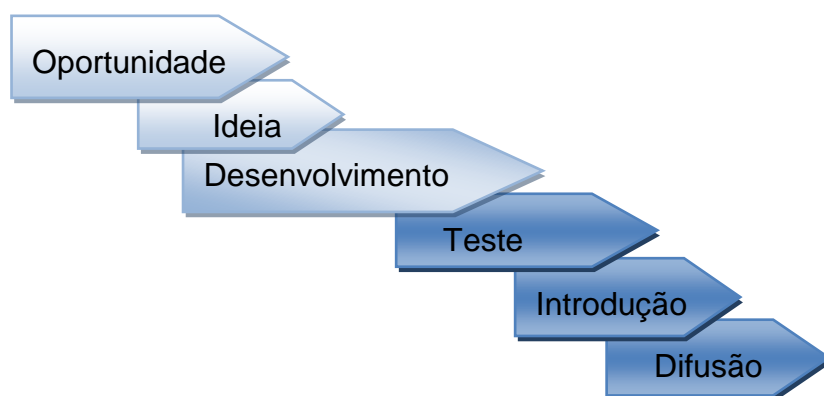 Oportunidade
Ideia
Desenvolvimento
Teste
Introdução
Difusão